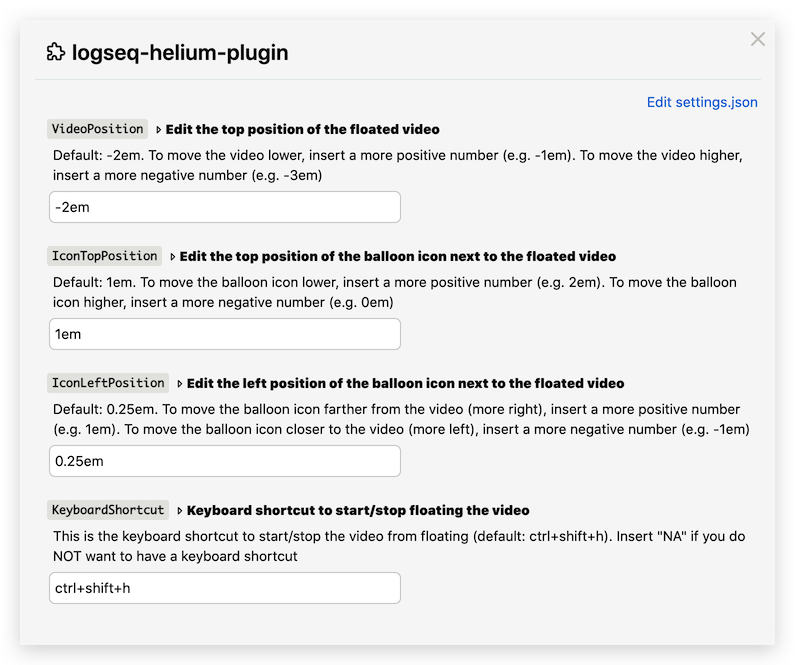 logseq-helium-plugin
Edit settings.json
VideoPosition ▹ Edit the top position of the floated video
Default: -2em. To move the video lower, insert a more positive number (e.g. -1em). To move the video higher,
insert a more negative number (e.g. -3em)
-2em
IconTopPosition ▹ Edit the top position of the balloon icon next to the floated video
Default: 1em. To move the balloon icon lower, insert a more positive number (e.g. 2em). To move the balloon
icon higher, insert a more negative number (e.g. 0em)
1em
IconLeftPosition ▹ Edit the left position of the balloon icon next to the floated video
Default: 0.25em. To move the balloon icon farther from the video (more right), insert a more positive number
(e.g. 1em). To move the balloon icon closer to the video (more left), insert a more negative number (e.g. -1em)
0.25em
KeyboardShortcut ▹ Keyboard shortcut to start/stop floating the video
This is the keyboard shortcut to start/stop the video from floating (default: ctrl+shift+h). Insert "NA" if you do
NOT want to have a keyboard shortcut
ctrl+shift+h